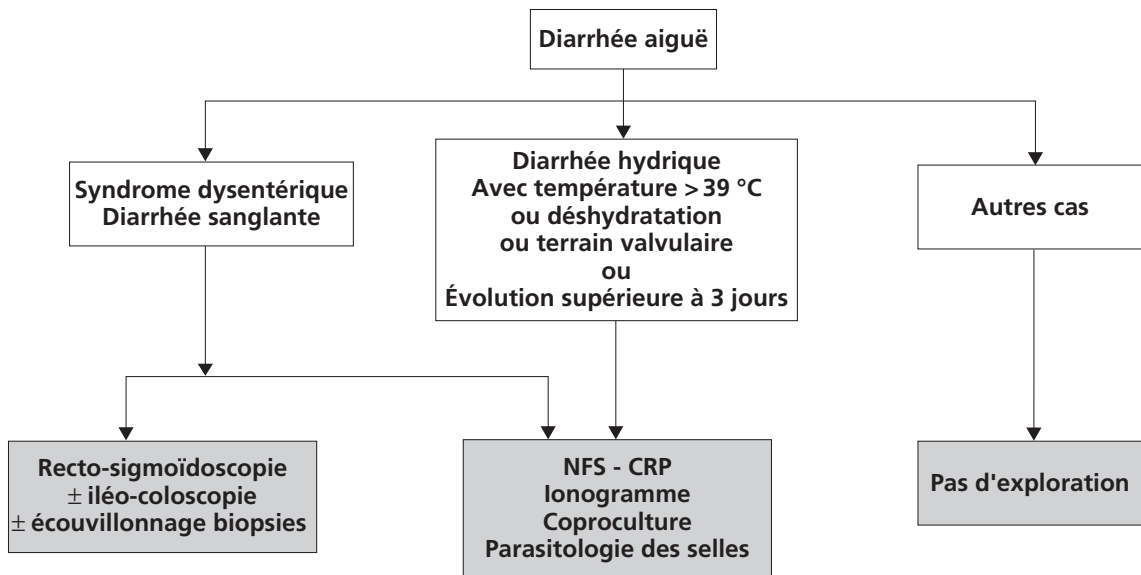 Diarrhée aiguë
Syndrome dysentérique
Diarrhée sanglante
Diarrhée hydrique
Avec température > 39 °C
ou déshydratation
ou terrain valvulaire
ou
Évolution supérieure à 3 jours
Autres cas
Recto-sigmoïdoscopie
± iléo-coloscopie
± écouvillonnage biopsies
NFS - CRP
Ionogramme
Coproculture
Parasitologie des selles
Pas d'exploration